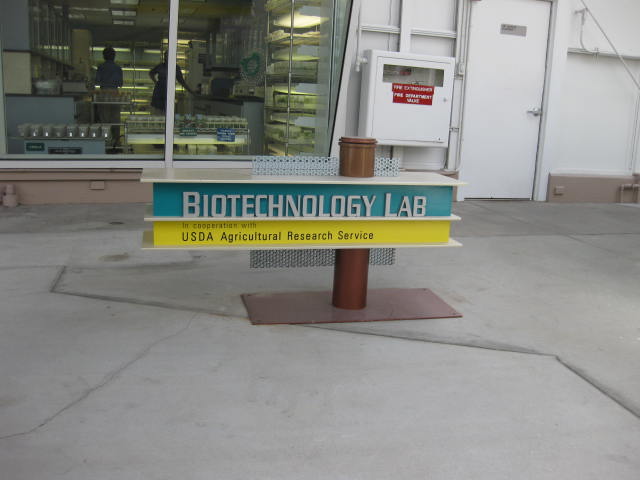 FIRE EXTINGUISHER
FIRE DEPARTMENT
VALVE
BIOTECHNOLOGY LAB
In cooperation with
USDA Agricultural Research Service